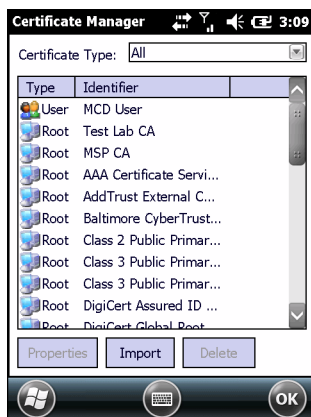 Certificate Manager 3:09
Certificate Type: All
Type Identifier
User MCD User
Root Test Lab CA
Root MSP CA
Root AAA Certificate Servi...
Root AddTrust External C...
Root Baltimore CyberTrust...
Root Class 2 Public Primar...
Root Class 3 Public Primar...
Root Class 3 Public Primar...
Root DigiCert Assured ID ...
Root DigiCert Global Root
Properties Import Delete
OK